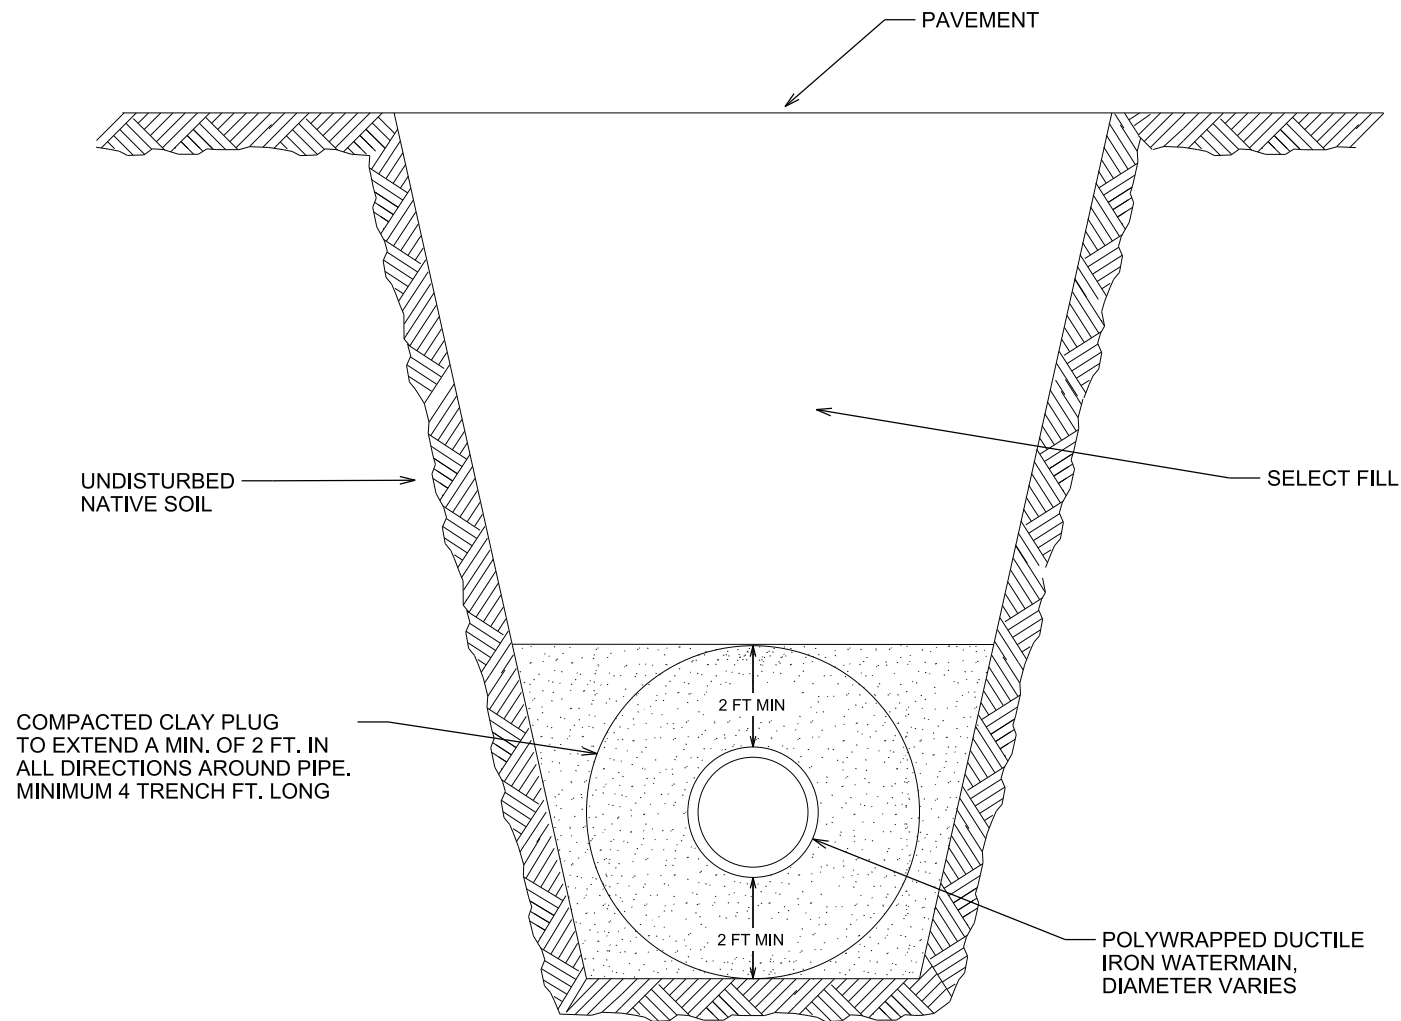 PAVEMENT
UNDISTURBED
NATIVE SOIL
SELECT FILL
2 FT MIN
COMPACTED CLAY PLUG
TO EXTEND A MIN. OF 2 FT. IN
ALL DIRECTIONS AROUND PIPE.
MINIMUM 4 TRENCH FT. LONG
2 FT MIN
POLYWRAPPED DUCTILE
IRON WATERMAIN,
DIAMETER VARIES